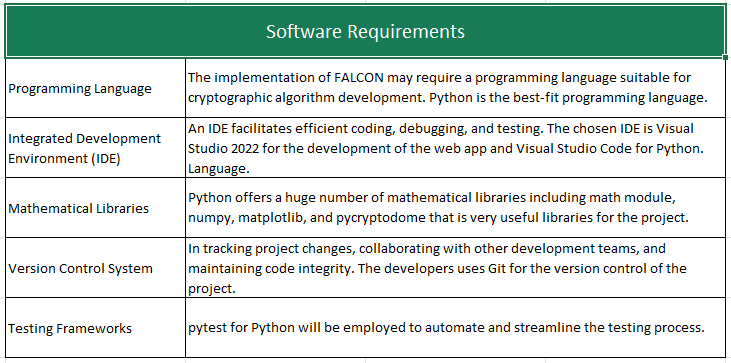 Software Requirements
Programming Language
The implementation of FALCON may require a programming language suitable for
cryptographic algorithm development. Python is the best-fit programming language.
Integrated Development
Environment (IDE)
An IDE facilitates efficient coding, debugging, and testing. The chosen IDE is Visual
Studio 2022 for the development of the web app and Visual Studio Code for Python.
Language.
Mathematical Libraries
Python offers a huge number of mathematical libraries including math module,
numpy, matplotlib, and pycryptodome that is very useful libraries for the project.
Version Control System
In tracking project changes, collaborating with other development teams, and
maintaining code integrity. The developers uses Git for the version control of the
project.
Testing Frameworks
pytest for Python will be employed to automate and streamline the testing process.